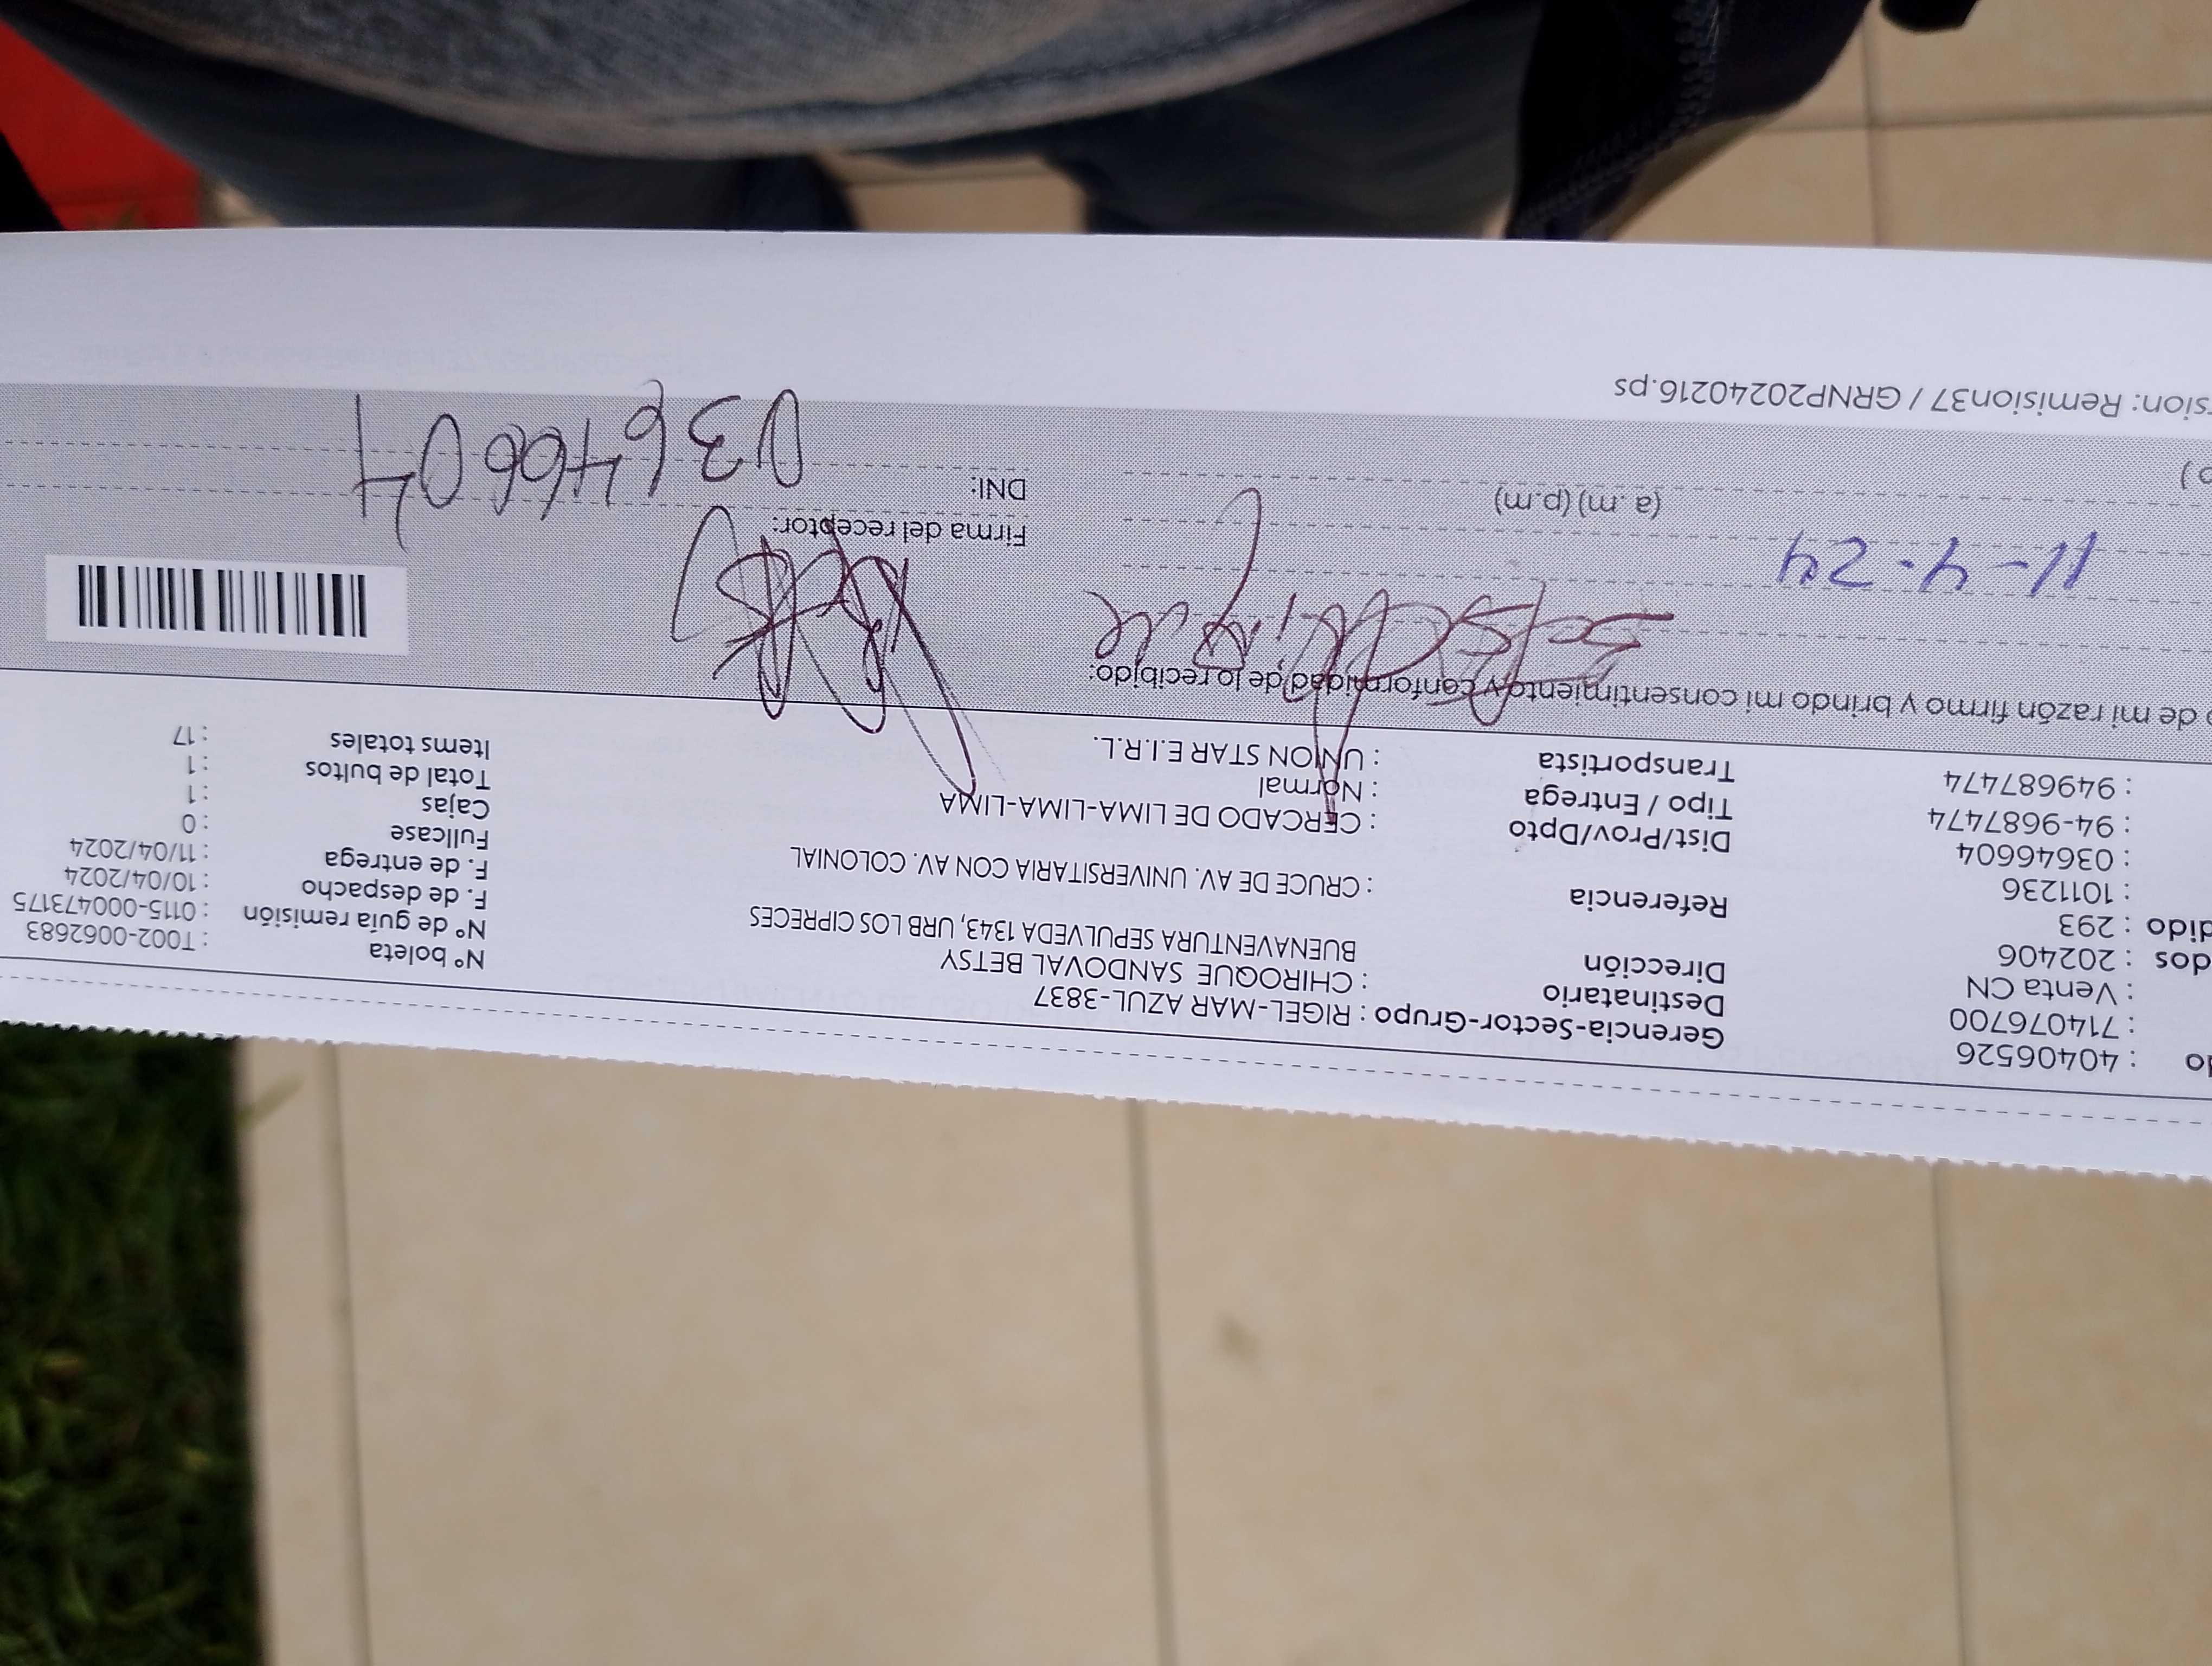 : 40406526
: 714076700
: Venta CN
dos : 202406
dido : 293
: 1011236
: 03646604
: 94-9687474
: 949687474
Gerencia-Sector-Grupo : RIGEL-MAR AZUL-3837
Destinatario : CHIROQUE SANDOVAL BETSY
Dirección BUENAVENTURA SEPULVEDA 1343, URB LOS CIPRECES
Referencia : CRUCE DE AV. UNIVERSITARIA CON AV. COLONIAL
Dist/Prov/Dpto : CERCADO DE LIMA-LIMA-LIMA
Tipo / Entrega : Normal
Transportista : UNION STAR E.I.R.L.
Nº boleta : T002-0062683
Nº de guía remisión : 0115-000473175
F. de despacho : 10/04/2024
F. de entrega : 11/04/2024
Fullcase : 0
Cajas : 1
Total de bultos : 1
Items totales : 17
de mi razón firmo y brindo mi consentimiento y conformidad de lo recibido:
11-4-24
(a.m) (p.m)
Firma del receptor:
DNI: 03646604
sion: Remision37 / GRNP20240216.ps